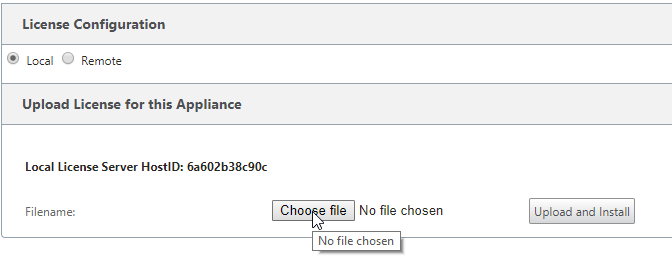 License Configuration
Local Remote
Upload License for this Appliance
Local License Server HostID: 6a602b38c90c
Filename: Choose file No file chosen Upload and Install
No file chosen